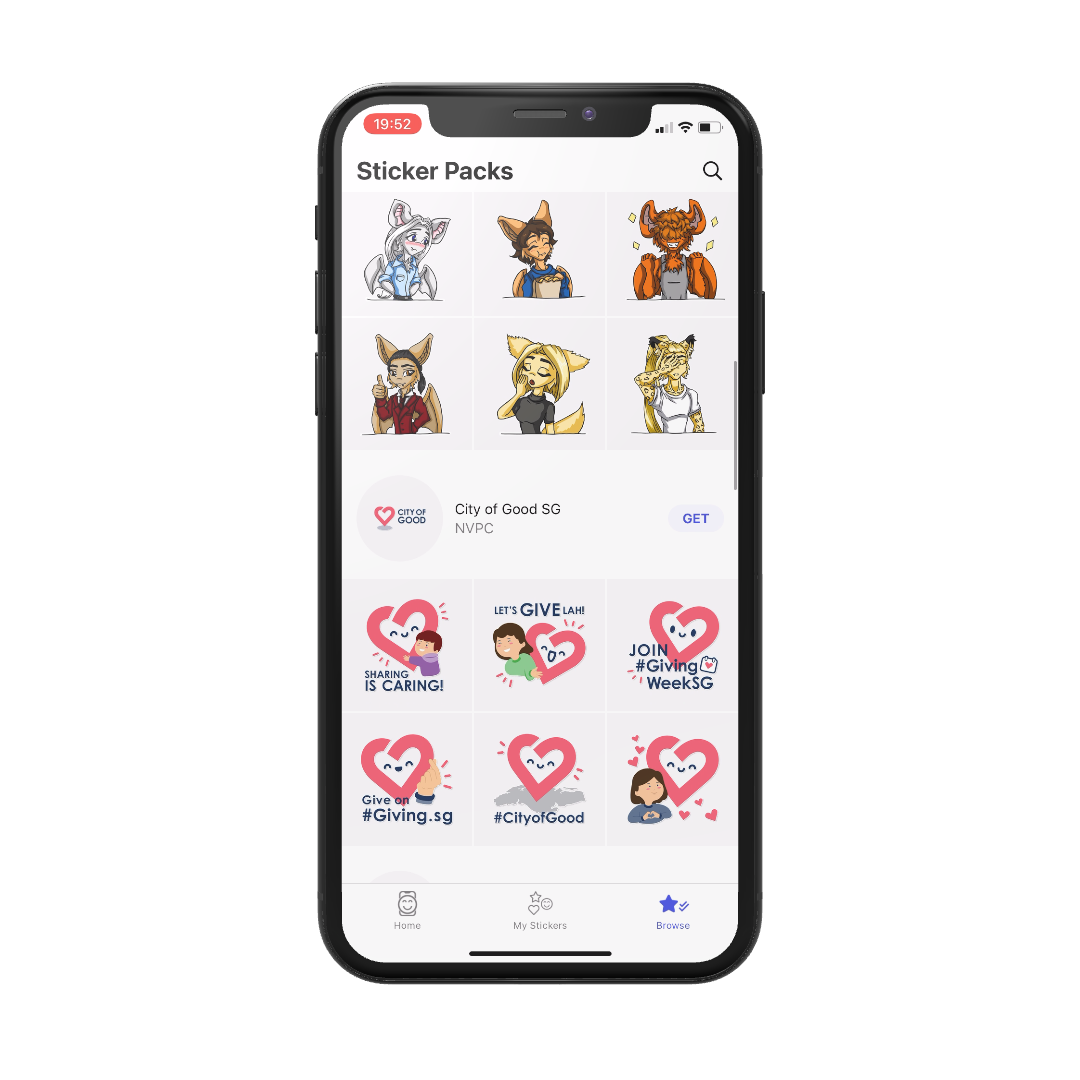 19:52
Sticker Packs
CITY OF
GOOD
City of Good SG
NVPC
GET
SHARING
IS CARING!
LET'S GIVE LAH!
JOIN
#Giving
WeekSG
Give on
#Giving.sg
#CityofGood
Home
My Stickers
Browse